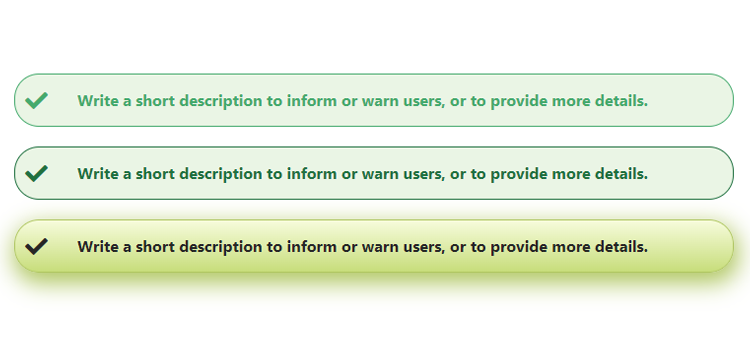 Write a short description to inform or warn users, or to provide more details.
Write a short description to inform or warn users, or to provide more details.
Write a short description to inform or warn users, or to provide more details.